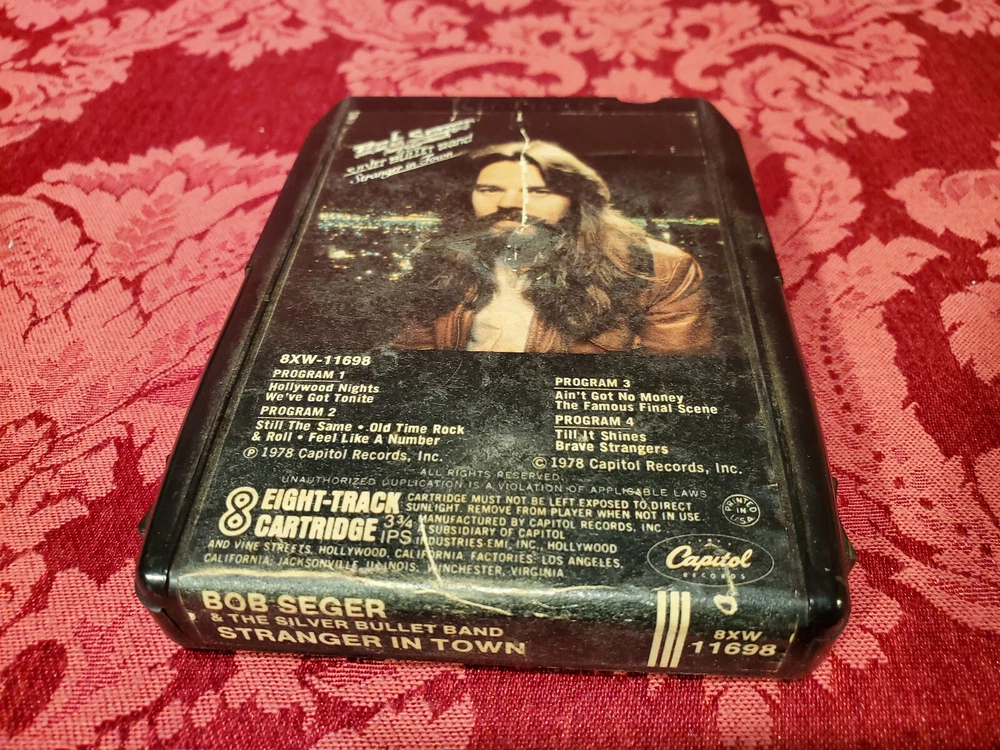 Bob Seger
SILVER BULLET BAND
Stranger in Town
8XW-11698
PROGRAM 1
Hollywood Nights
We've Got Tonite
PROGRAM 2
Still The Same • Old Time Rock
& Roll • Feel Like A Number
℗ 1978 Capitol Records, Inc.
PROGRAM 3
Ain't Got No Money
The Famous Final Scene
PROGRAM 4
Till It Shines
Brave Strangers
© 1978 Capitol Records, Inc.
ALL RIGHTS RESERVED.
UNAUTHORIZED DUPLICATION IS A VIOLATION OF APPLICABLE LAWS
8 EIGHT-TRACK
CARTRIDGE 3¾ IPS
CARTRIDGE MUST NOT BE LEFT EXPOSED TO DIRECT
SUNLIGHT. REMOVE FROM PLAYER WHEN NOT IN USE.
MANUFACTURED BY CAPITOL RECORDS, INC.
A SUBSIDIARY OF CAPITOL
INDUSTRIES-EMI, INC., HOLLYWOOD
AND VINE STREETS, HOLLYWOOD, CALIFORNIA. FACTORIES: LOS ANGELES,
CALIFORNIA; JACKSONVILLE, ILLINOIS; WINCHESTER, VIRGINIA
PRINTED
IN
USA
Capitol
RECORDS
BOB SEGER
& THE SILVER BULLET BAND
STRANGER IN TOWN
8XW
11698